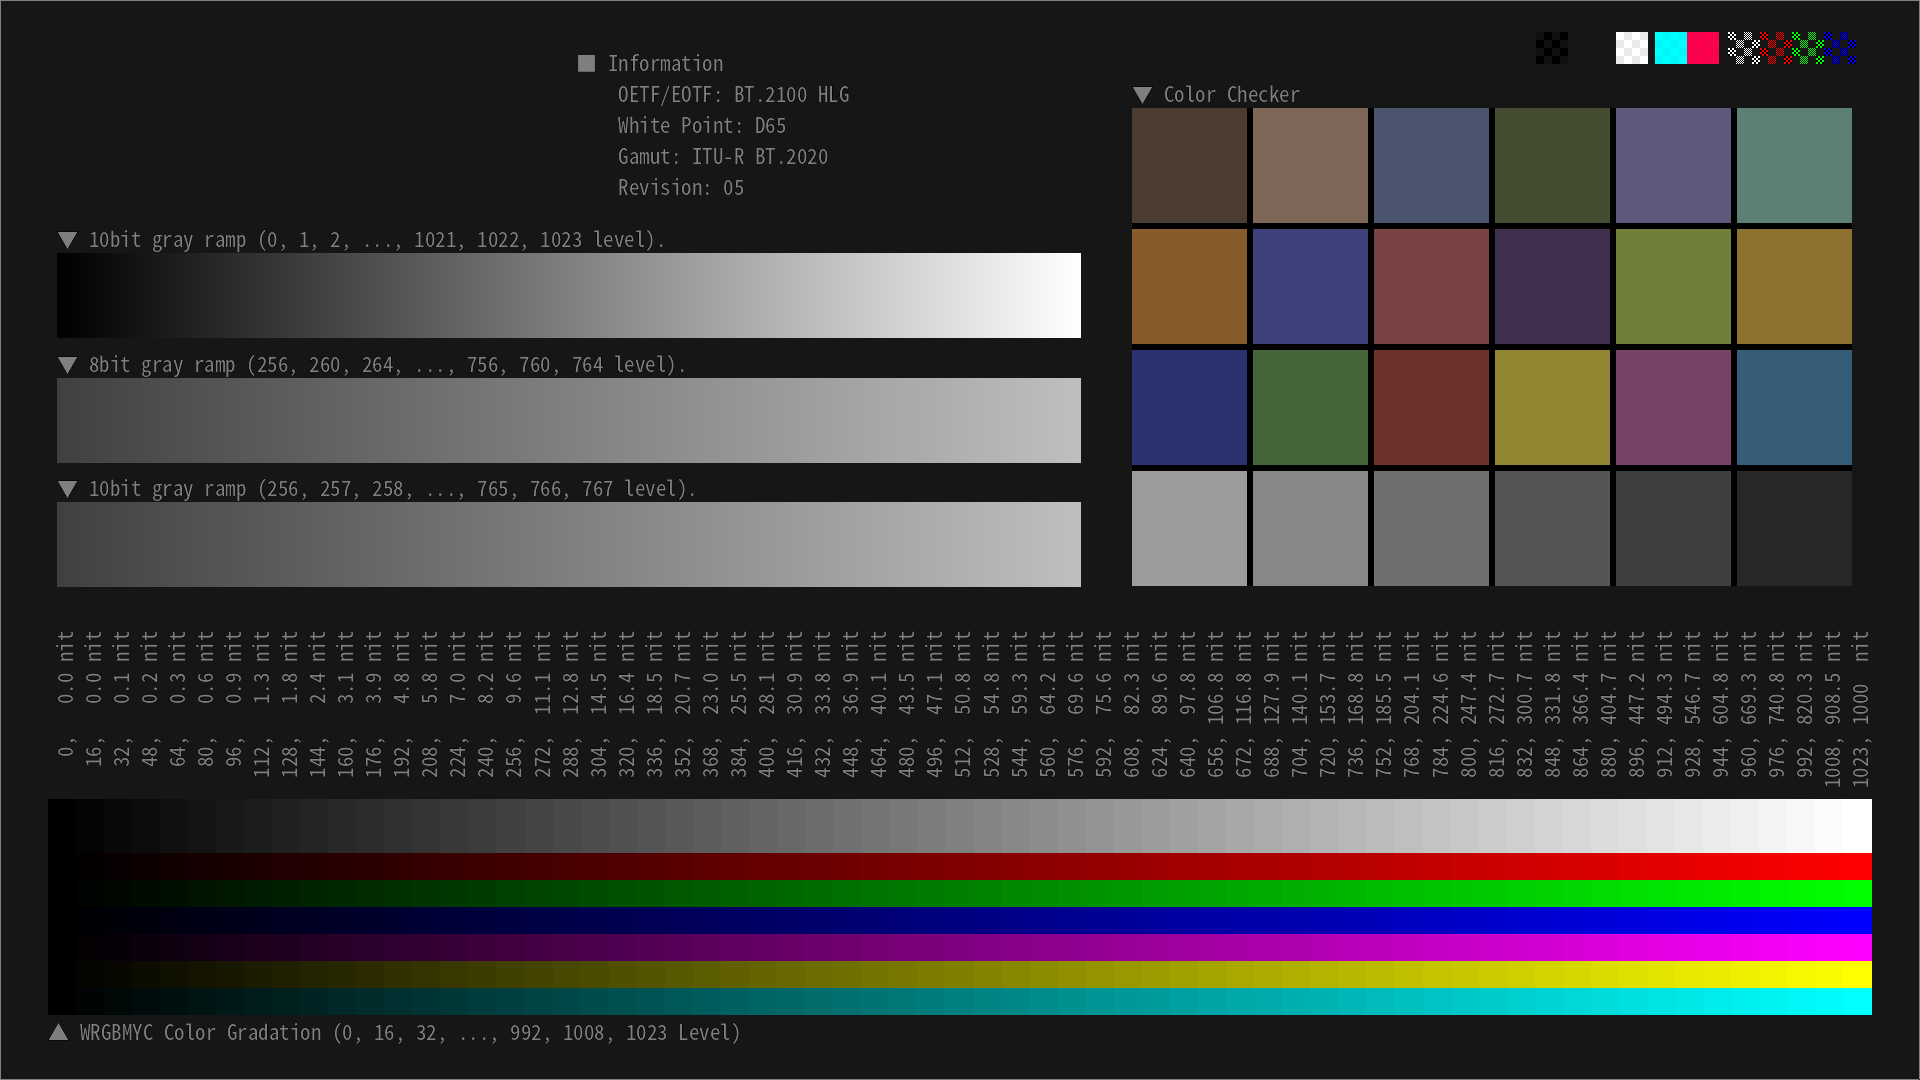 Information
OETF/EOTF: BT.2100 HLG
White Point: D65
Gamut: ITU-R BT.2020
Revision: 05
Color Checker
10bit gray ramp (0, 1, 2, ..., 1021, 1022, 1023 level).
8bit gray ramp (256, 260, 264, ..., 756, 760, 764 level).
10bit gray ramp (256, 257, 258, ..., 765, 766, 767 level).
0, 0.0 nit
16, 0.0 nit
32, 0.1 nit
48, 0.2 nit
64, 0.3 nit
80, 0.6 nit
96, 0.9 nit
112, 1.3 nit
128, 1.8 nit
144, 2.4 nit
160, 3.1 nit
176, 3.9 nit
192, 4.8 nit
208, 5.8 nit
224, 7.0 nit
240, 8.2 nit
256, 9.6 nit
272, 11.1 nit
288, 12.8 nit
304, 14.5 nit
320, 16.4 nit
336, 18.5 nit
352, 20.7 nit
368, 23.0 nit
384, 25.5 nit
400, 28.1 nit
416, 30.9 nit
432, 33.8 nit
448, 36.9 nit
464, 40.1 nit
480, 43.5 nit
496, 47.1 nit
512, 50.8 nit
528, 54.8 nit
544, 59.3 nit
560, 64.2 nit
576, 69.6 nit
592, 75.6 nit
608, 82.3 nit
624, 89.6 nit
640, 97.8 nit
656, 106.8 nit
672, 116.8 nit
688, 127.9 nit
704, 140.1 nit
720, 153.7 nit
736, 168.8 nit
752, 185.5 nit
768, 204.1 nit
784, 224.6 nit
800, 247.4 nit
816, 272.7 nit
832, 300.7 nit
848, 331.8 nit
864, 366.4 nit
880, 404.7 nit
896, 447.2 nit
912, 494.3 nit
928, 546.7 nit
944, 604.8 nit
960, 669.3 nit
976, 740.8 nit
992, 820.3 nit
1008, 908.5 nit
1023, 1000 nit
WRGBMYC Color Gradation (0, 16, 32, ..., 992, 1008, 1023 Level)